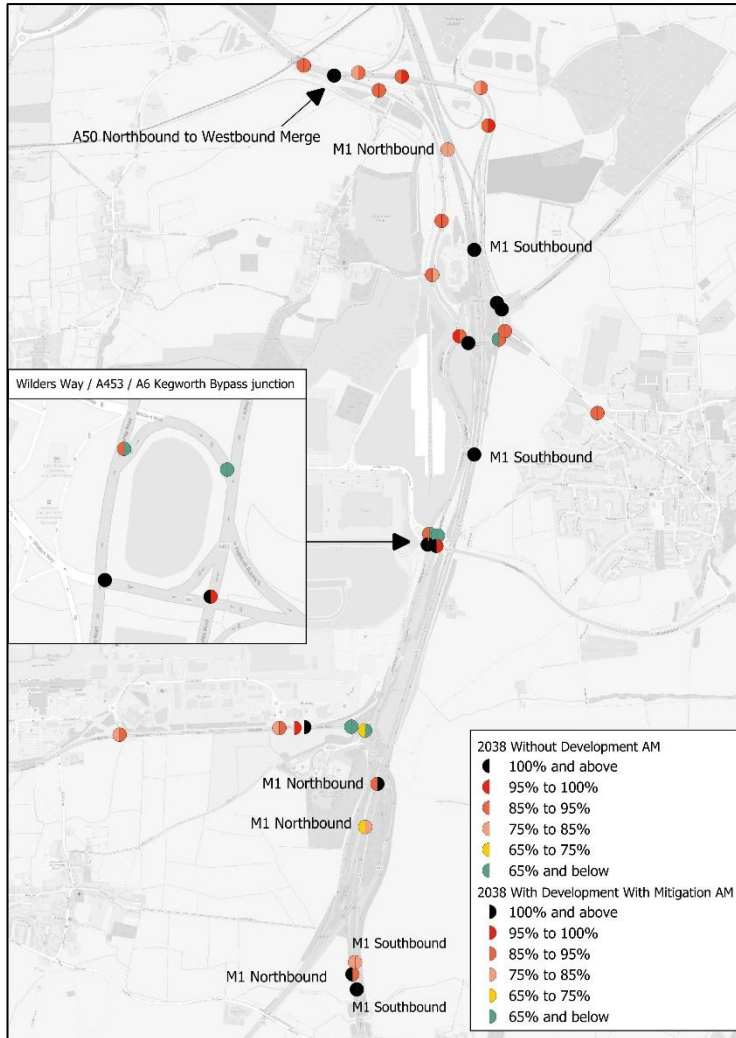 A50 Northbound to Westbound Merge
M1 Northbound
M1 Southbound
Wilders Way / A453 / A6 Kegworth Bypass junction
Wilders Way
A453
M1 Southbound
M1 Northbound
M1 Northbound
M1 Southbound
M1 Northbound
M1 Southbound
2038 Without Development AM
100% and above
95% to 100%
85% to 95%
75% to 85%
65% to 75%
65% and below
2038 With Development With Mitigation AM
100% and above
95% to 100%
85% to 95%
75% to 85%
65% to 75%
65% and below